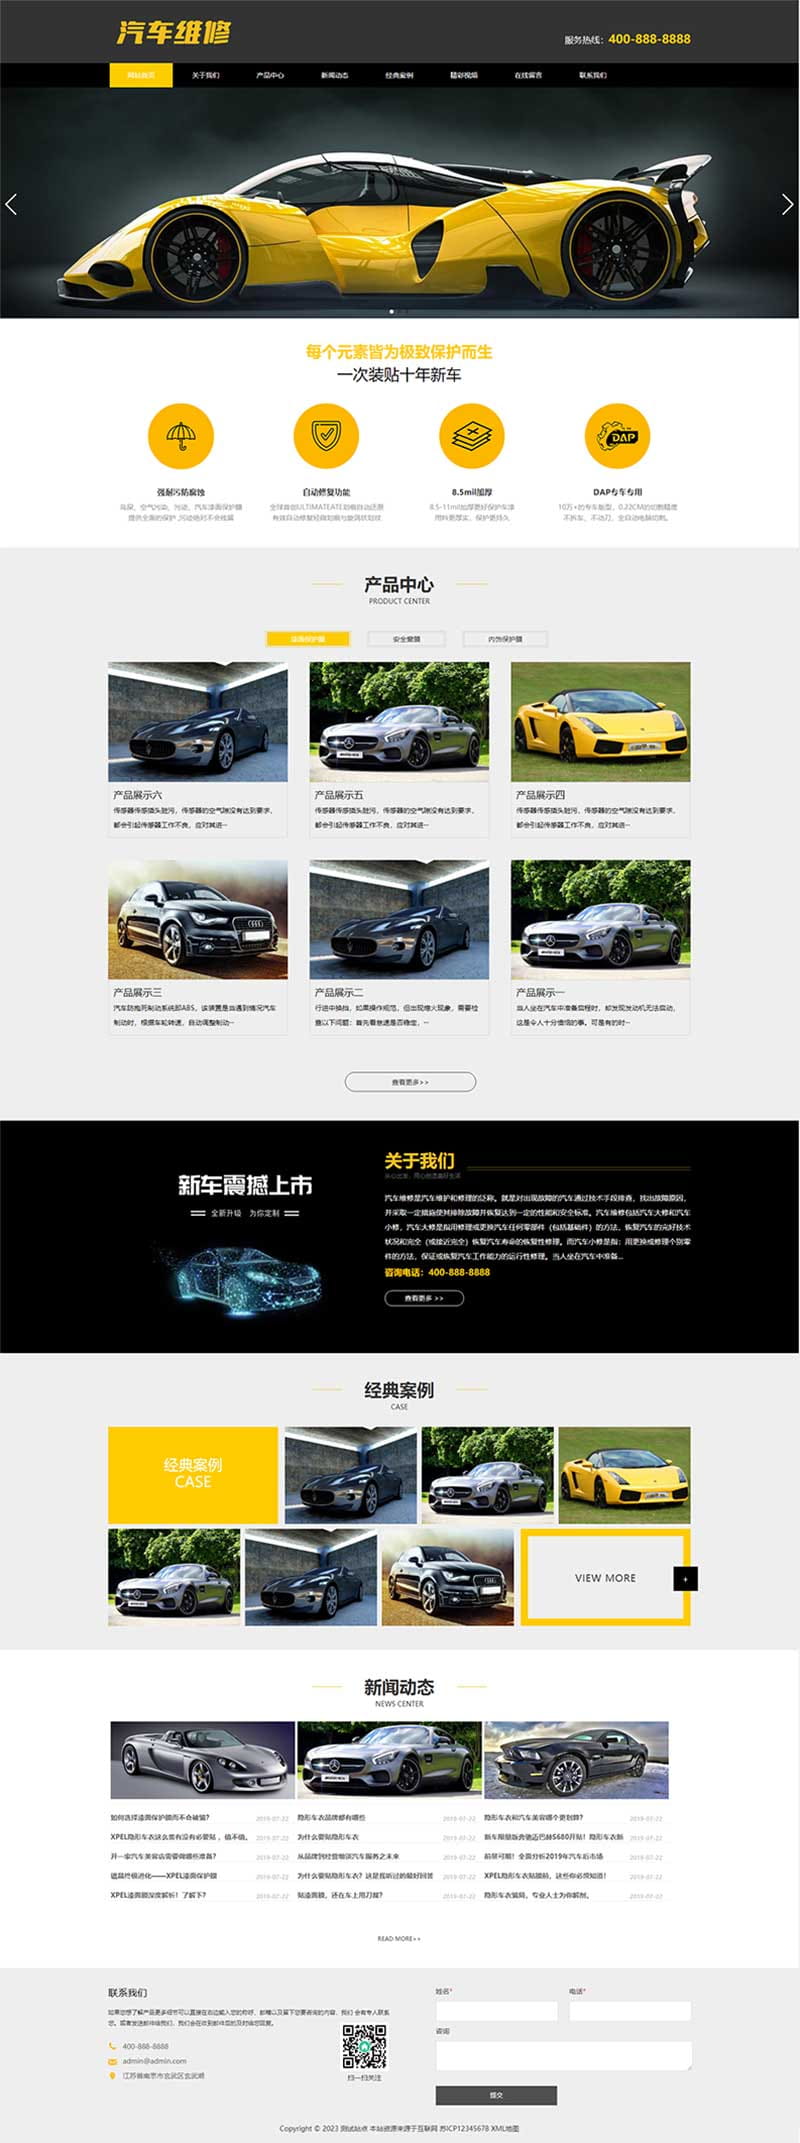 汽车维修
服务热线：400-888-8888
网站首页 关于我们 产品中心 新闻动态 经典案例 精彩视频 在线留言 联系我们
每个元素皆为极致保护而生
一次装贴十年新车
DAP
强耐污防腐蚀
鸟屎、空气污染、污染、汽车漆面保护膜
提供全面的保护,污染绝对不会残留
自动修复功能
全球首创ULTIMATEATE划痕自动还原
有效自动修复轻微划痕与旋涡状划纹
8.5mil加厚
8.5-11mil加厚更好保护车漆
用料更厚实，保护更持久
DAP专车专用
10万+的专车版型，0.22CM的切割精度
不拆车、不动刀、全自动电脑切割。
产品中心
PRODUCT CENTER
漆面保护膜 安全窗膜 内饰保护膜
产品展示六
传感器传感插头脏污，传感器的空气隙没有达到要求、
都会引起传感器工作不良，应对其进···
产品展示五
传感器传感插头脏污，传感器的空气隙没有达到要求、
都会引起传感器工作不良，应对其进···
产品展示四
传感器传感插头脏污，传感器的空气隙没有达到要求、
都会引起传感器工作不良，应对其进···
产品展示三
汽车防抱死制动系统即ABS，该装置是当遇到情况汽车
制动时，根据车轮转速，自动调整制动···
产品展示二
行进中换挡，如果操作规范，但出现熄火现象，需要检
查以下问题：首先看怠速是否稳定，···
产品展示一
当人坐在汽车中准备启程时，却发现发动机无法启动，
这是令人十分懊恼的事。可是有的时···
查看更多>>
新车震撼上市
全新升级 为你定制
关于我们
汽车维修是汽车维护和修理的泛称。就是对出现故障的汽车通过技术手段排查，找出故障原因，
并采取一定措施使其排除故障并恢复达到一定的性能和安全标准。汽车维修包括汽车大修和汽车
小修，汽车大修是指用修理或更换汽车任何零部件（包括基础件）的方法，恢复汽车的完好技术
状况和完全（或接近完全）恢复汽车寿命的恢复性修理。而汽车小修是指：用更换或修理个别零
件的方法，保证或恢复汽车工作能力的运行性修理。当人坐在汽车中准备...
咨询电话：400-888-8888
查看更多 >>
经典案例
CASE
经典案例
CASE
VIEW MORE
+
新闻动态
NEWS CENTER
如何选择漆面保护膜而不会被骗? 2019-07-22
XPEL隐形车衣这么贵有没有必要贴，值不值。 2019-07-22
开一家汽车美容店需要做哪些准备? 2019-07-22
磁晶终极进化——XPEL漆面保护膜 2019-07-22
XPEL漆面膜深度解析！了解下? 2019-07-22
隐形车衣品牌都有哪些 2019-07-22
为什么要贴隐形车衣 2019-07-22
从品牌到经营细谈汽车服务之未来 2019-07-22
为什么要贴隐形车衣？这是我听过的最好回答 2019-07-22
贴漆面膜，还在车上用刀裁? 2019-07-22
隐形车衣和汽车美容哪个更划算? 2019-07-22
新车限量版奔驰迈巴赫S680开贴！隐形车衣新 2019-07-22
前景可期！全面分析2019年汽车后市场 2019-07-22
XPEL隐形车衣贴膜前，这些你必须知道！ 2019-07-22
隐形车衣骗局，专业人士为你解剖。 2019-07-22
READ MORE>>
联系我们
如果您想了解产品更多细节可以直接在右边输入您的称呼、邮箱以及留下您要咨询的内容，我们 会有专人联系
您。或者发送邮件给我们，我们会在收到邮件后的及时给您回复。
400-888-8888
admin@admin.com
江苏省南京市玄武区玄武湖
扫一扫关注
姓名*
电话*
咨询
提交
Copyright © 2023 测试站点 本站资源来源于互联网 苏ICP12345678 XML地图